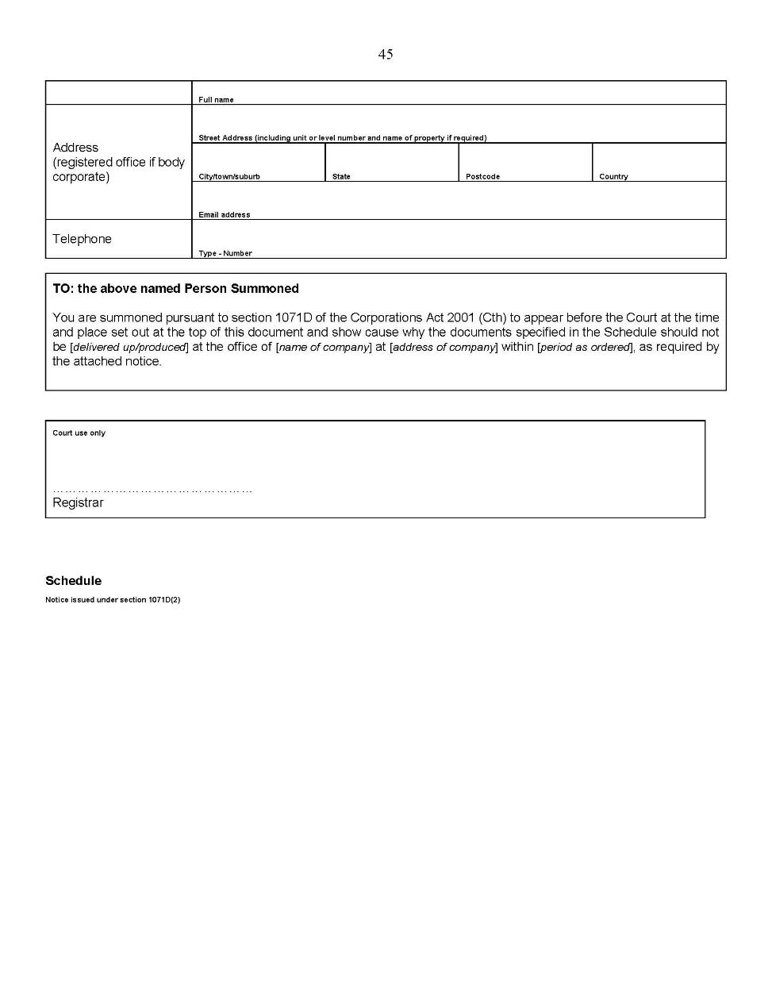 45
Full name
Street Address (including unit or level number and name of property if required)
Address
(registered office if body
corporate)
City/town/suburb
State
Postcode
Country
Email address
Telephone
Type - Number
TO: the above named Person Summoned
You are summoned pursuant to section 1071D of the Corporations Act 2001 (Cth) to appear before the Court at the time
and place set out at the top of this document and show cause why the documents specified in the Schedule should not
be [delivered up/produced] at the office of [name of company] at [address of company] within [period as ordered], as required by
the attached notice.
Court use only
…………………………………………
Registrar
Schedule
Notice issued under section 1071D(2)